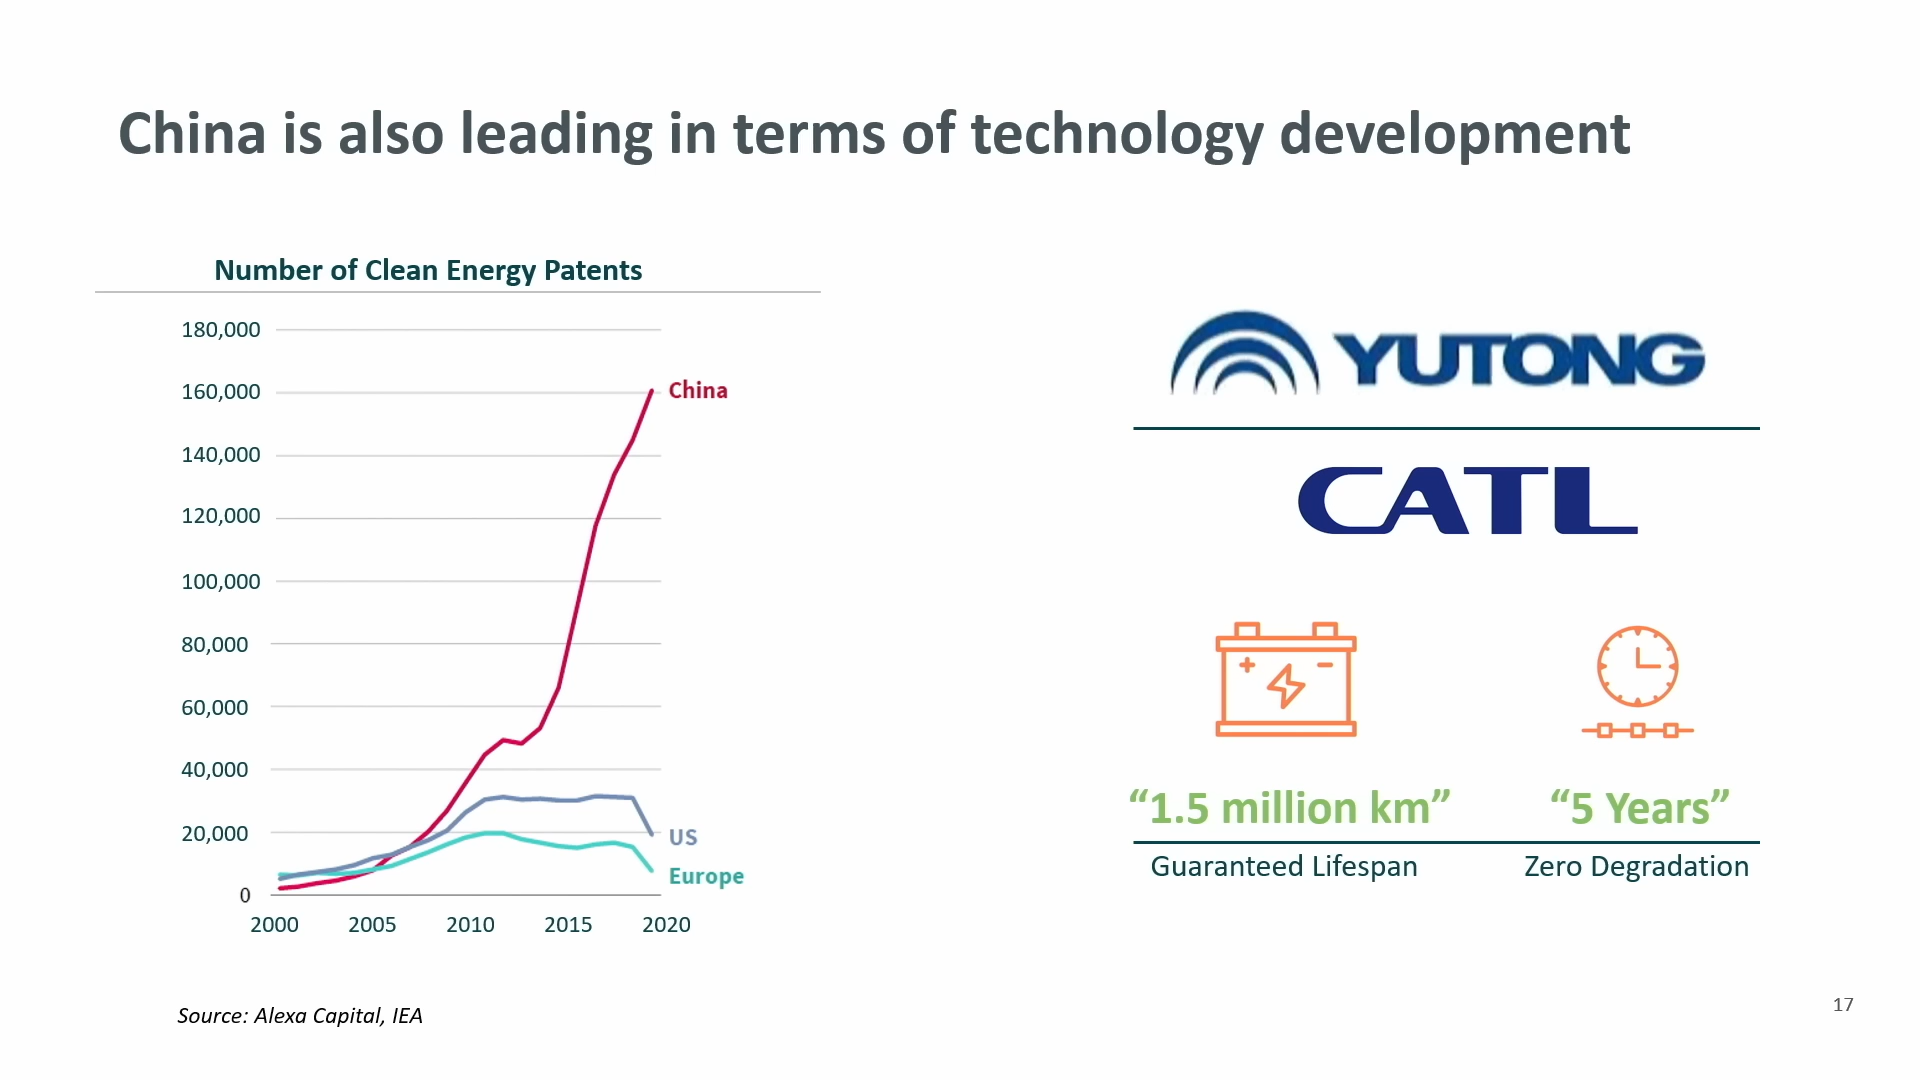 China is also leading in terms of technology development
Number of Clean Energy Patents
180,000
160,000
140,000
120,000
100,000
80,000
60,000
40,000
20,000
0
2000 2005 2010 2015 2020
China
US
Europe
Source: Alexa Capital, IEA
YUTONG
CATL
+ −
“1.5 million km” “5 Years”
Guaranteed Lifespan Zero Degradation
17